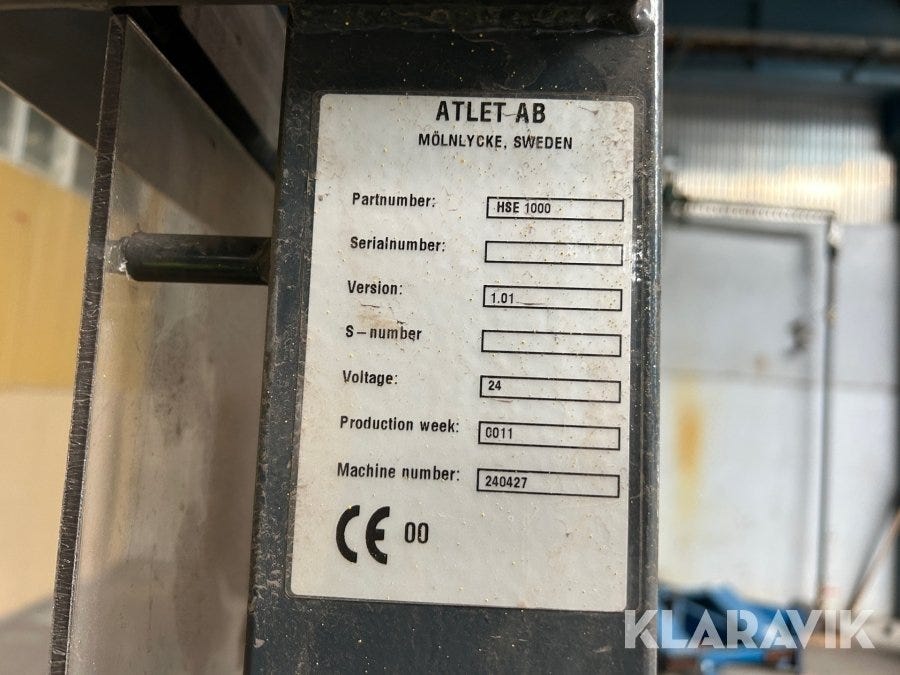 ATLET AB
MÖLNLYCKE, SWEDEN
Partnumber: HSE 1000
Serialnumber:
Version: 1.01
S-number
Voltage: 24
Production week: 0011
Machine number: 240427
CE 00
KLARAVIK